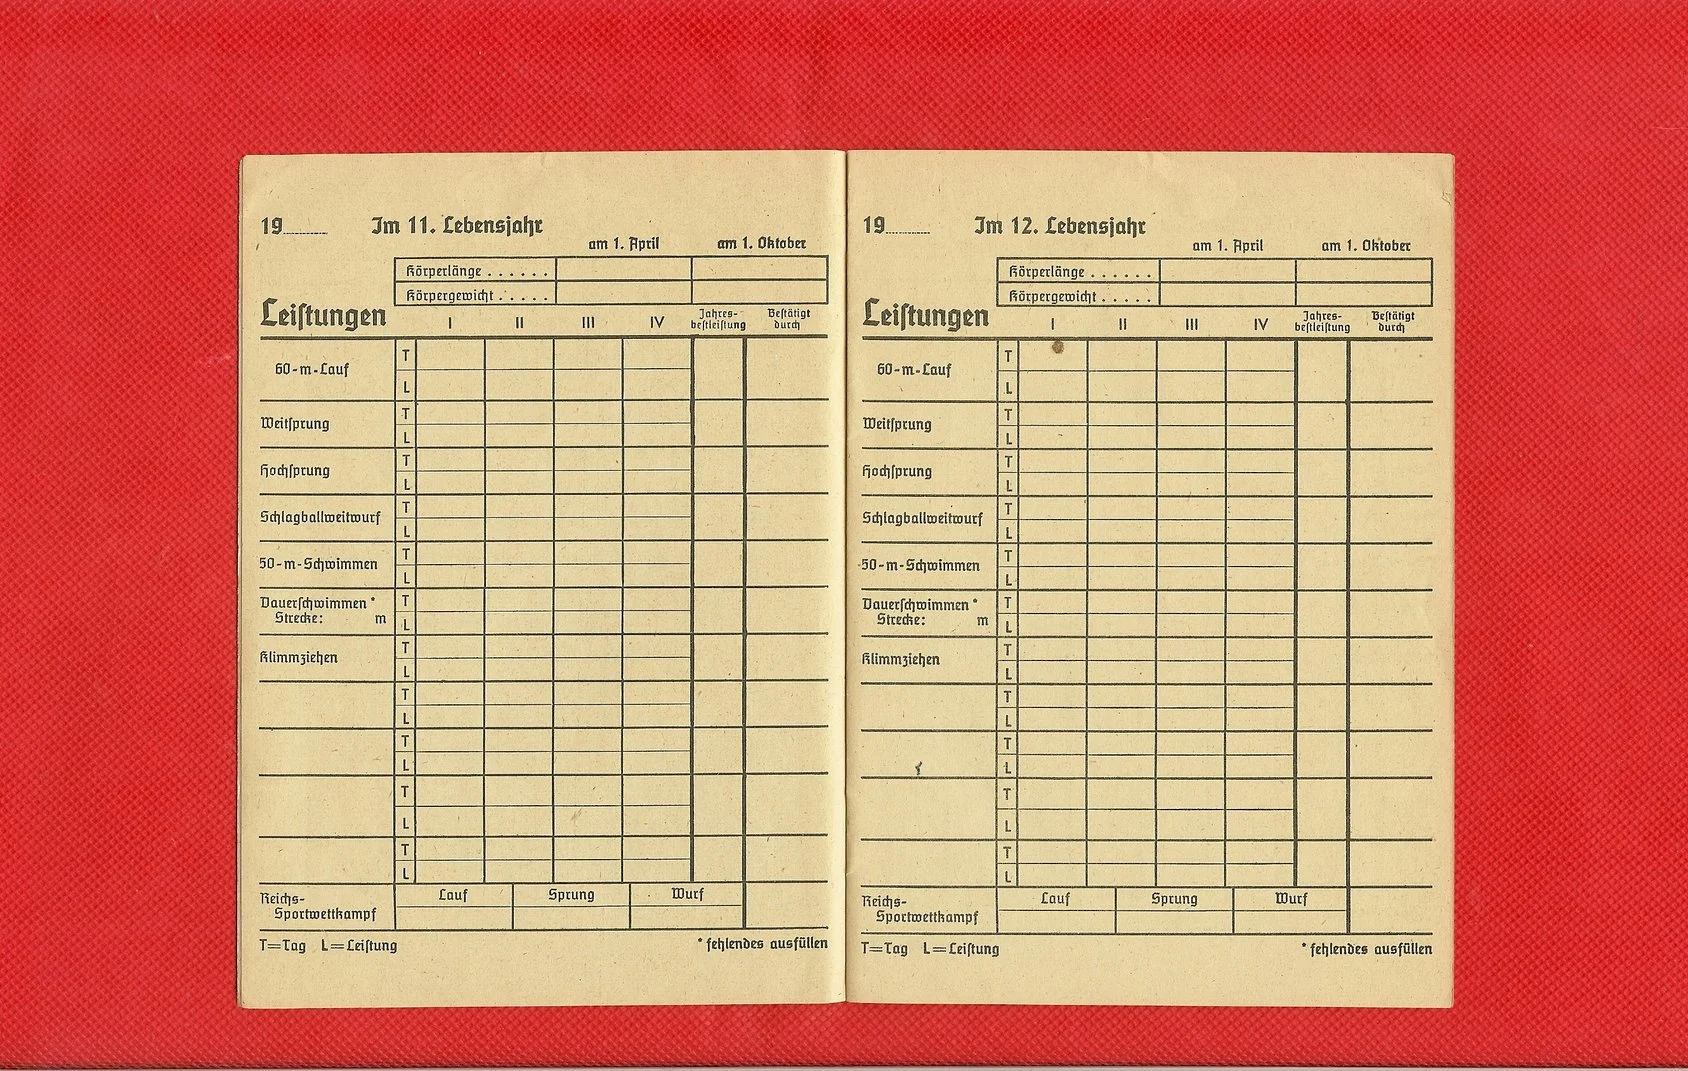 19 Im 11. Lebensjahr
am 1. April am 1. Oktober
Körperlänge . . . . . .
Körpergewicht . . . . .
Leiſtungen I II III IV Jahres-beſtleiſtung Beſtätigt durch
60-m-Lauf T
L
Weitſprung T
L
Hochſprung T
L
Schlagballweitwurf T
L
50-m-Schwimmen T
L
Dauerſchwimmen * T
Strecke: m L
Klimmziehen T
L
T
L
T
L
T
L
T
L
Reichs- Lauf Sprung Wurf
Sportwettkampf
T=Tag L=Leiſtung * fehlendes ausfüllen
19 Im 12. Lebensjahr
am 1. April am 1. Oktober
Körperlänge . . . . . .
Körpergewicht . . . . .
Leiſtungen I II III IV Jahres-beſtleiſtung Beſtätigt durch
60-m-Lauf T
L
Weitſprung T
L
Hochſprung T
L
Schlagballweitwurf T
L
50-m-Schwimmen T
L
Dauerſchwimmen * T
Strecke: m L
Klimmziehen T
L
T
L
T
L
T
L
T
L
Reichs- Lauf Sprung Wurf
Sportwettkampf
T=Tag L=Leiſtung * fehlendes ausfüllen